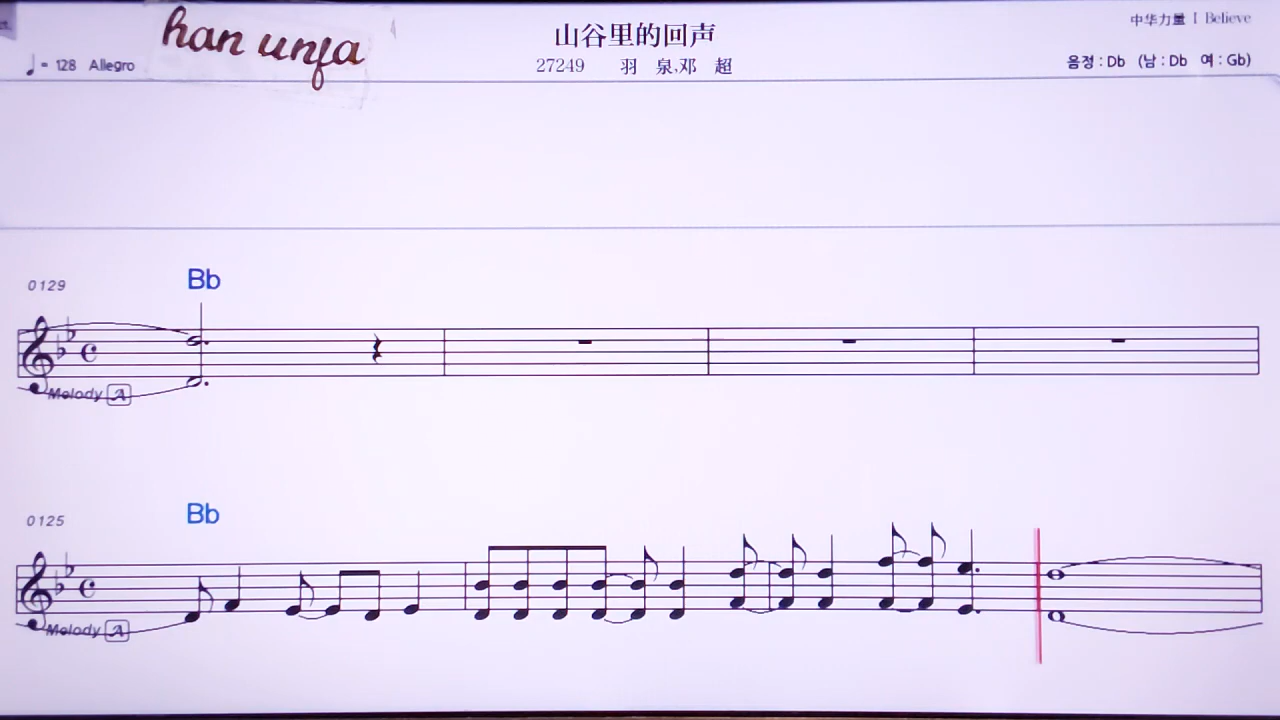 han unfa
山谷里的回声
中华力量 I Believe
♩= 128 Allegro
27249 羽 泉,邓 超
음정 : Db (남 : Db 여 : Gb)
0129
Bb
Melody A
0125
Bb
Melody A